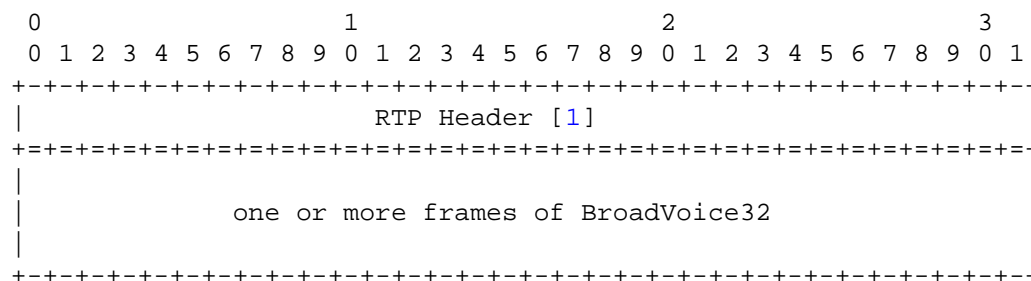 0                   1                   2                   3
0 1 2 3 4 5 6 7 8 9 0 1 2 3 4 5 6 7 8 9 0 1 2 3 4 5 6 7 8 9 0 1
+-+-+-+-+-+-+-+-+-+-+-+-+-+-+-+-+-+-+-+-+-+-+-+-+-+-+-+-+-+-+-+--
|                      RTP Header [1]
+=+=+=+=+=+=+=+=+=+=+=+=+=+=+=+=+=+=+=+=+=+=+=+=+=+=+=+=+=+=+=+=-
|
|             one or more frames of BroadVoice32
|
+-+-+-+-+-+-+-+-+-+-+-+-+-+-+-+-+-+-+-+-+-+-+-+-+-+-+-+-+-+-+-+--